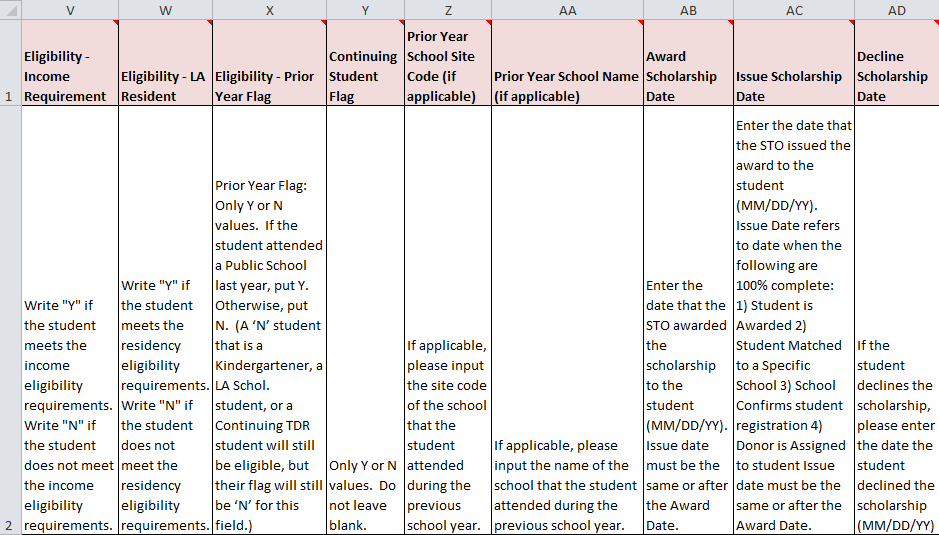 V
W
X
Y
Z
AA
AB
AC
AD
1
Eligibility -
Income
Requirement
Eligibility - LA
Resident
Eligibility - Prior
Year Flag
Continuing
Student
Flag
Prior Year
School Site
Code (if
applicable)
Prior Year School Name
(if applicable)
Award
Scholarship
Date
Issue Scholarship
Date
Decline
Scholarship
Date
2
Write "Y" if
the student
meets the
income
eligibility
requirements.
Write "N" if
the student
does not meet
the income
eligibility
requirements.
Write "Y" if
the student
meets the
residency
eligibility
requirements.
Write "N" if
the student
does not
meet the
residency
eligibility
requirements.
Prior Year Flag:
Only Y or N
values.  If the
student attended
a Public School
last year, put Y.
Otherwise, put
N.  (A ‘N’ student
that is a
Kindergartener, a
LA Schol.
student, or a
Continuing TDR
student will still
be eligible, but
their flag will still
be ‘N’ for this
field.)
Only Y or N
values.  Do
not leave
blank.
If applicable,
please input
the site code
of the school
that the
student
attended
during the
previous
school year.
If applicable, please
input the name of the
school that the student
attended during the
previous school year.
Enter the
date that the
STO awarded
the
scholarship
to the
student
(MM/DD/YY).
Issue date
must be the
same or after
the Award
Date.
Enter the date that
the STO issued the
award to the
student
(MM/DD/YY).
Issue Date refers
to date when the
following are
100% complete:
1) Student is
Awarded 2)
Student Matched
to a Specific
School 3) School
Confirms student
registration 4)
Donor is Assigned
to student Issue
date must be the
same or after the
Award Date.
If the
student
declines the
scholarship,
please enter
the date the
student
declined the
scholarship
(MM/DD/YY)